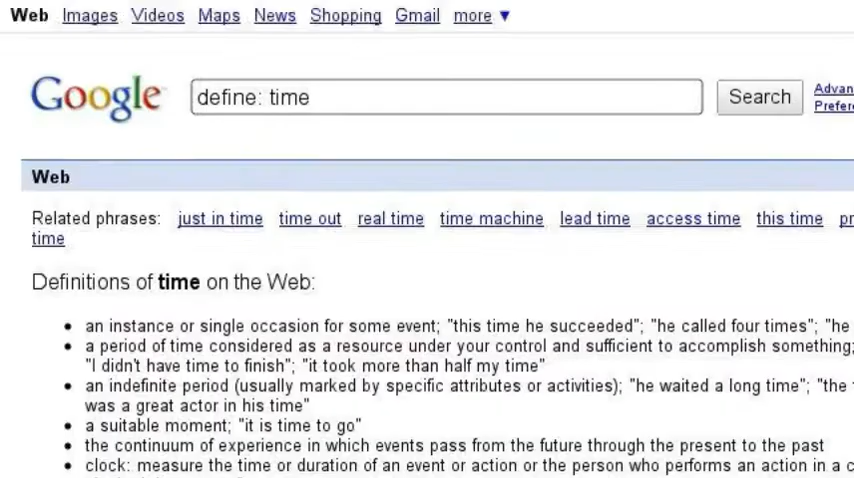 Web Images Videos Maps News Shopping Gmail more ▼
Google define: time Search Advan
Prefer
Web
Related phrases: just in time time out real time time machine lead time access time this time pr
time
Definitions of time on the Web:
• an instance or single occasion for some event; "this time he succeeded"; "he called four times"; "he
• a period of time considered as a resource under your control and sufficient to accomplish something;
"I didn't have time to finish"; "it took more than half my time"
• an indefinite period (usually marked by specific attributes or activities); "he waited a long time"; "the
was a great actor in his time"
• a suitable moment; "it is time to go"
• the continuum of experience in which events pass from the future through the present to the past
• clock: measure the time or duration of an event or action or the person who performs an action in a c